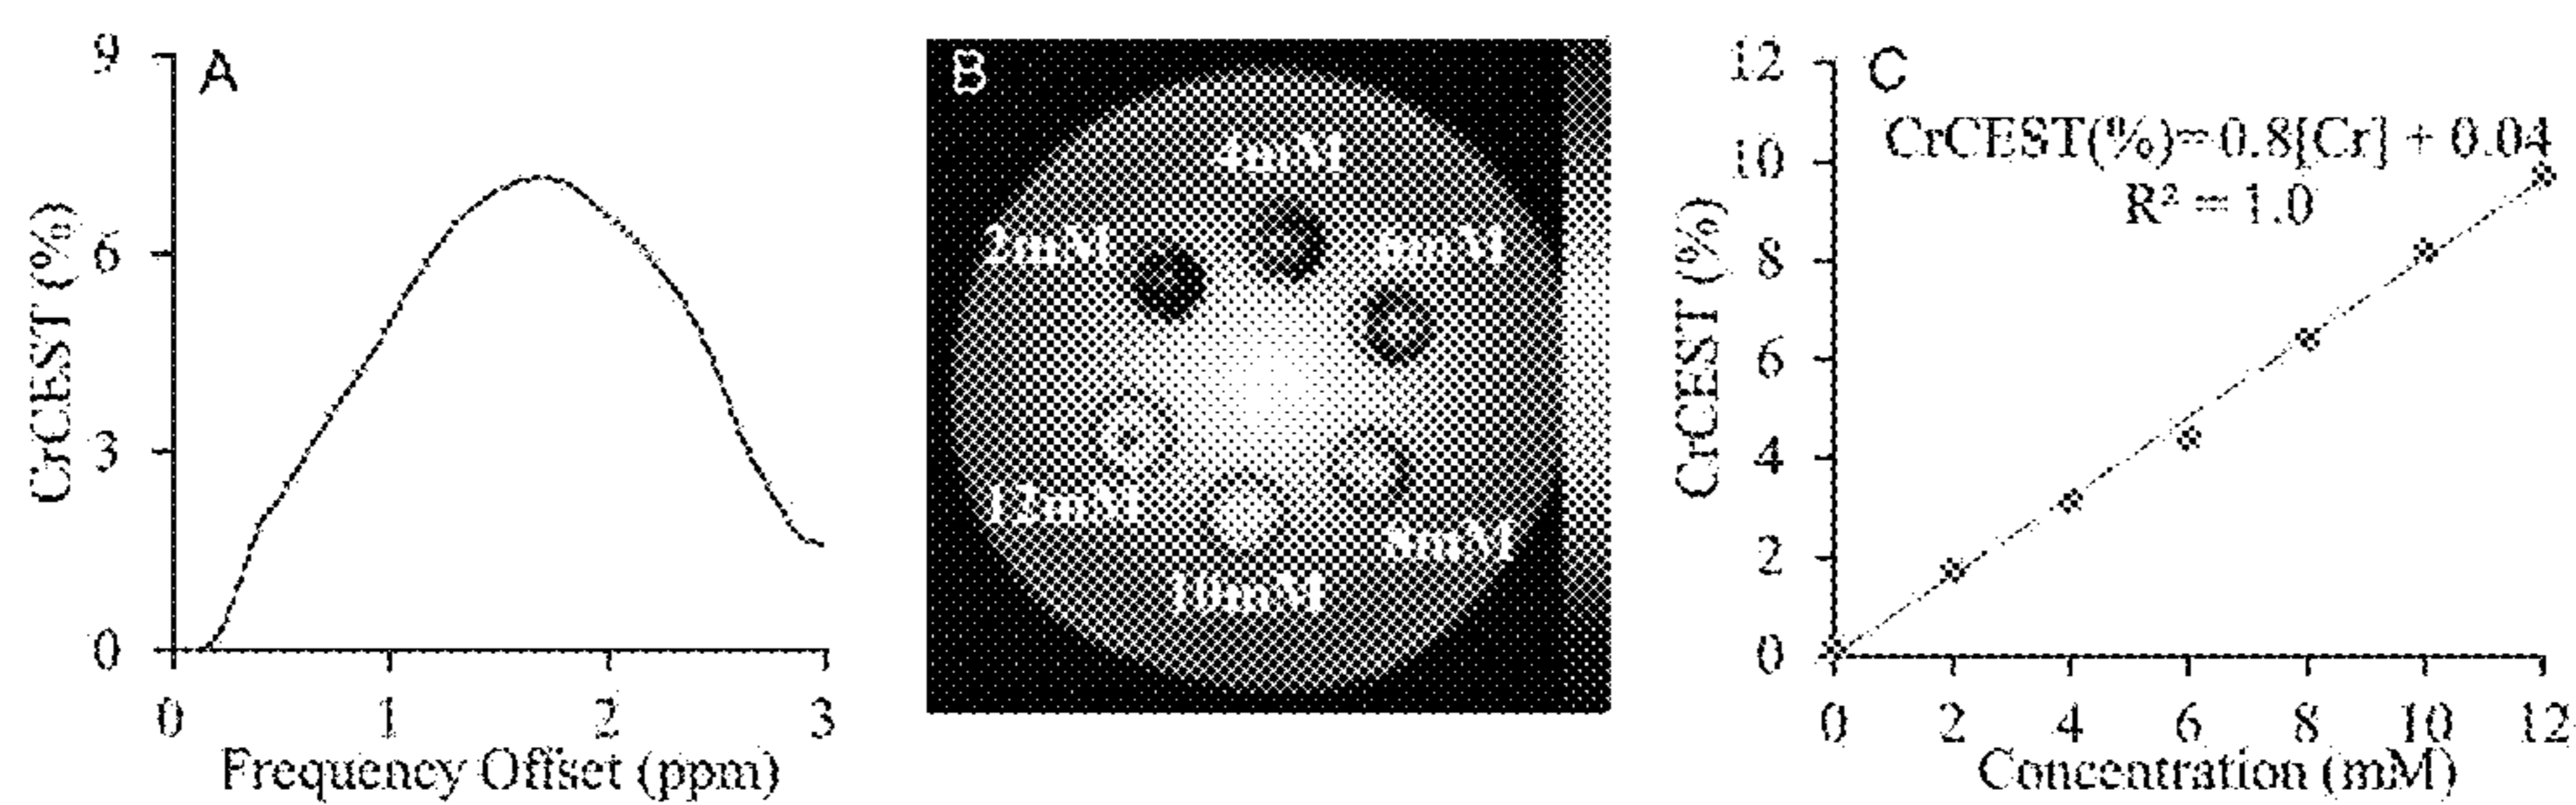 A
9
6
3
0
CrCEST (%)
0 1 2 3
Frequency Offset (ppm)
B
4mM
2mM
6mM
12mM
8mM
10mM
C
12
10
8
6
4
2
0
CrCEST (%)
CrCEST(%)=0.8[Cr] + 0.04
R² = 1.0
0 2 4 6 8 10 12
Concentration (mM)